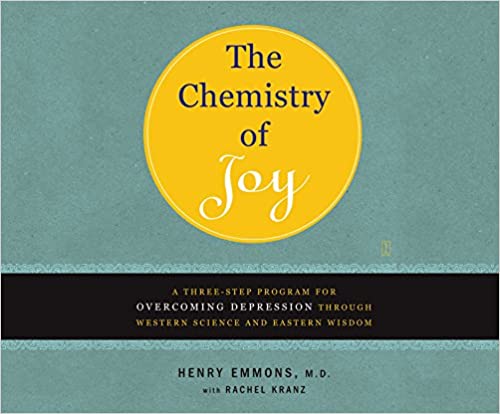 The
Chemistry
of
Joy
A THREE-STEP PROGRAM FOR
OVERCOMING DEPRESSION THROUGH
WESTERN SCIENCE AND EASTERN WISDOM
HENRY EMMONS, M.D.
with RACHEL KRANZ